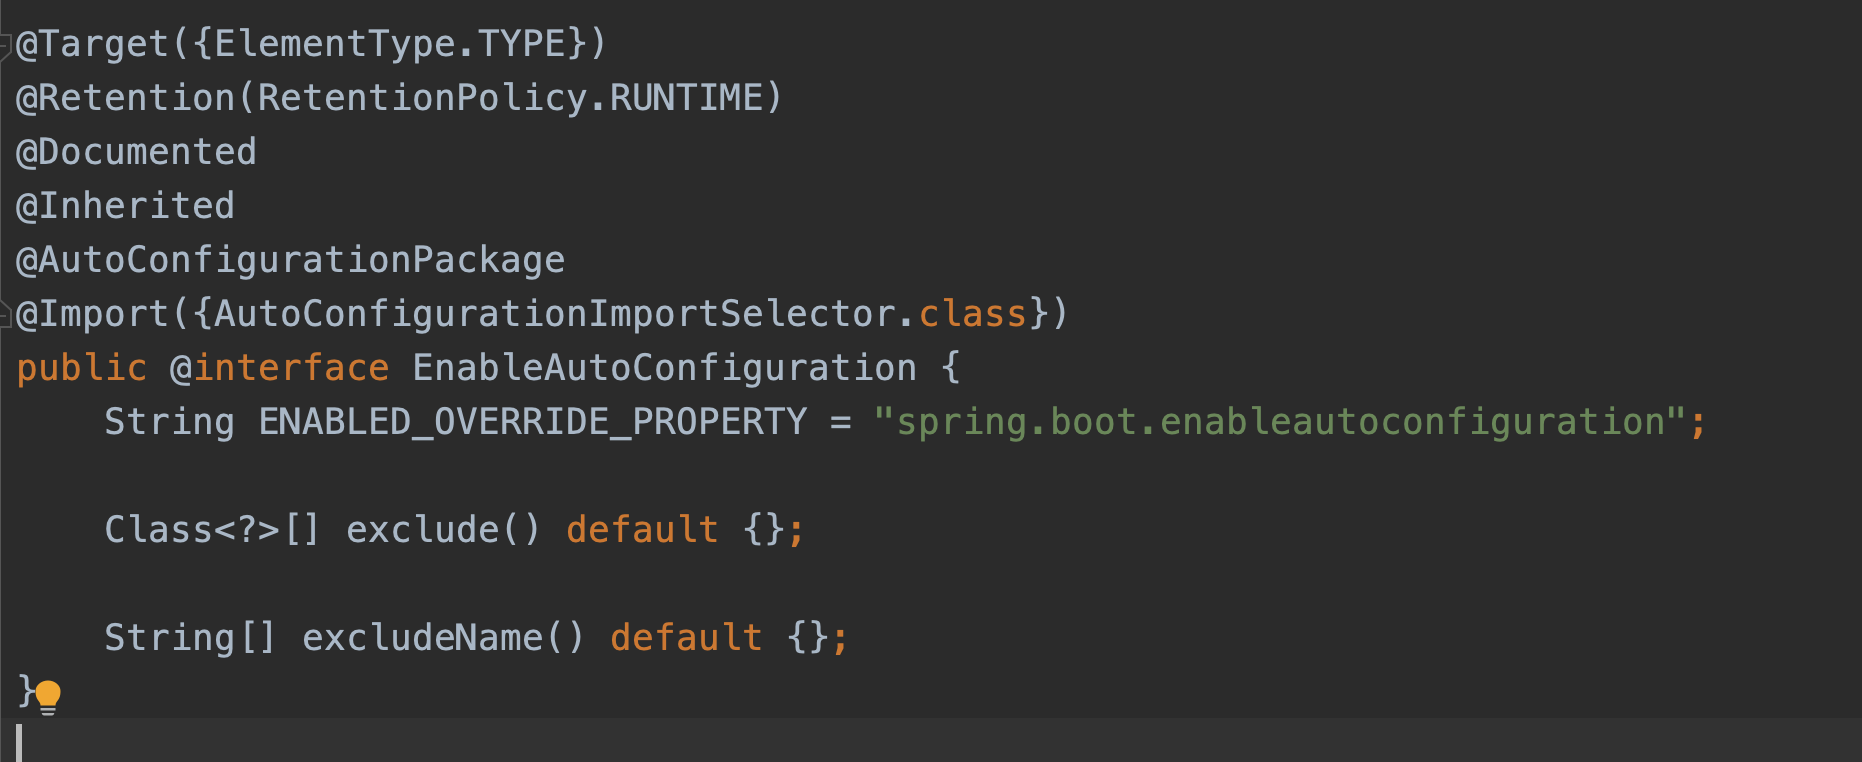 @Target({ElementType.TYPE})
@Retention(RetentionPolicy.RUNTIME)
@Documented
@Inherited
@AutoConfigurationPackage
@Import({AutoConfigurationImportSelector.class})
public @interface EnableAutoConfiguration {
    String ENABLED_OVERRIDE_PROPERTY = "spring.boot.enableautoconfiguration";
    Class<?>[] exclude() default {};
    String[] excludeName() default {};
}